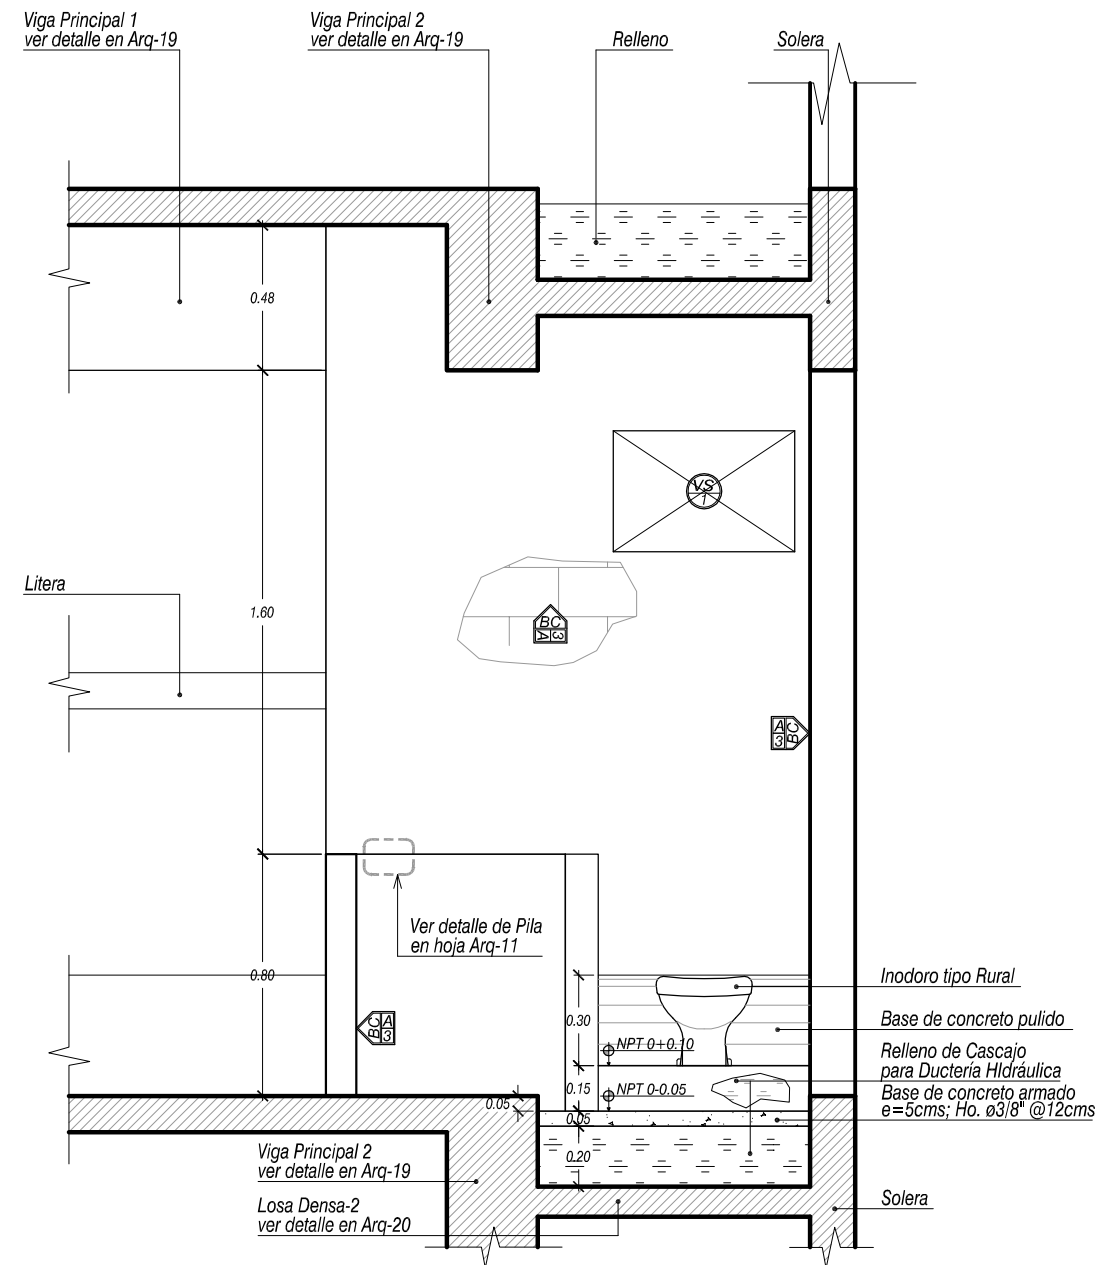 Viga Principal 1
ver detalle en Arq-19
Viga Principal 2
ver detalle en Arq-19
Relleno
Solera
0.48
VS
1
Litera
1.60
BC
A 3
A
3
BC
Ver detalle de Pila
en hoja Arq-11
0.80
Inodoro tipo Rural
0.30
Base de concreto pulido
BC
A
3
NPT 0+0.10
Relleno de Cascajo
para Ductería HIdráulica
0.15
NPT 0-0.05
Base de concreto armado
e=5cms; Ho. ø3/8" @12cms
0.05
0.05
0.20
Viga Principal 2
ver detalle en Arq-19
Losa Densa-2
ver detalle en Arq-20
Solera